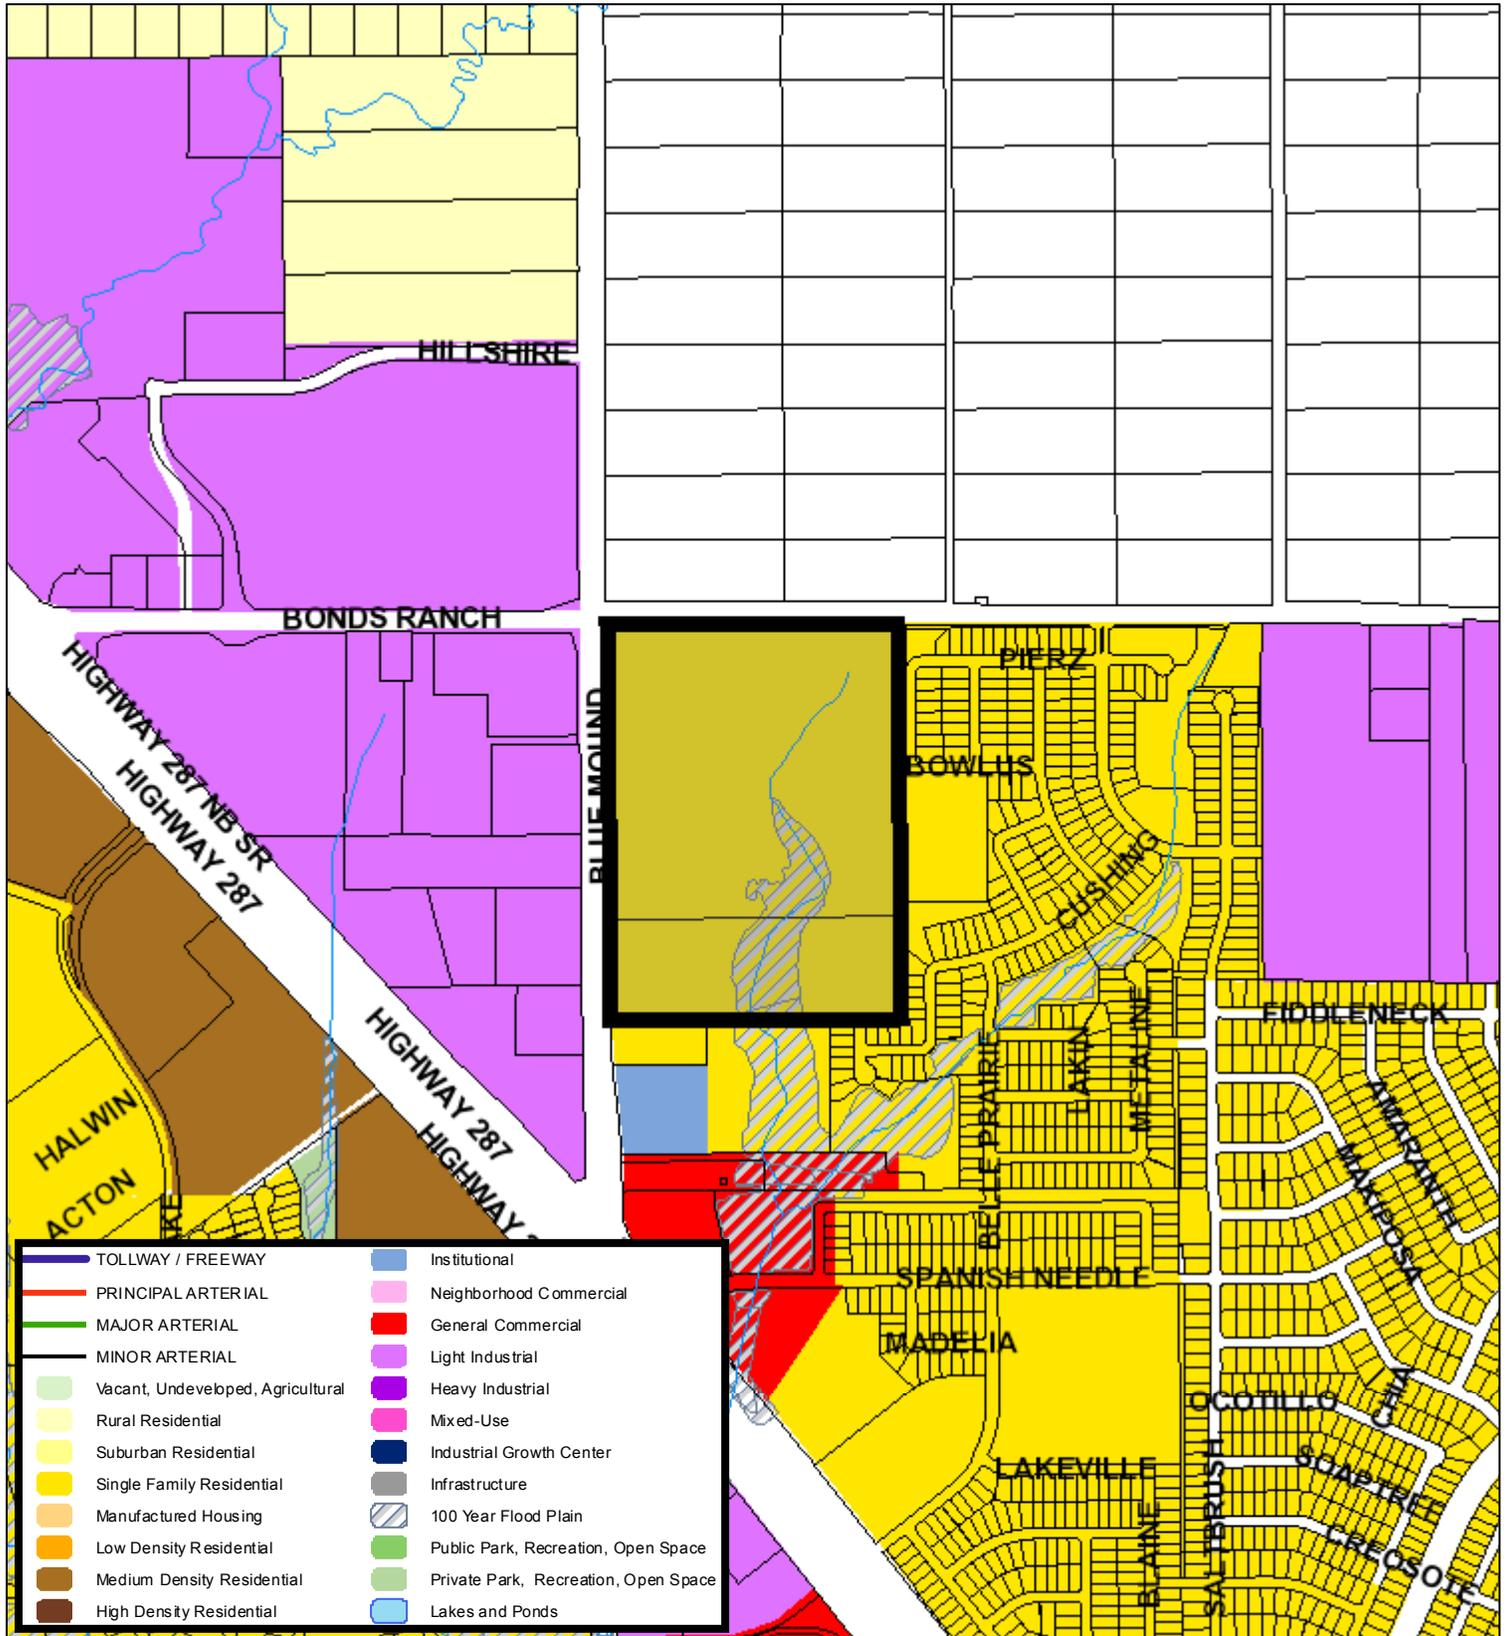 HILLSHIRE
BONDS RANCH
HIGHWAY 287 NB SR
HIGHWAY 287
BLUE MOUND
PIERZ
BOWLUS
CUSHING
FIDDLENECK
HIGHWAY 287
HIGHWAY
HALWIN
ACTON
BELLE PRAIRIE
LAKIN
METALINE
AMARANTH
MARIPOSA
SPANISH NEEDLE
MADELIA
OCOTILLO
CHIA
LAKEVILLE
SOAPTREE
BLAINE
SALTBRUSH
CREOSOTE
TOLLWAY / FREEWAY
PRINCIPAL ARTERIAL
MAJOR ARTERIAL
MINOR ARTERIAL
Vacant, Undeveloped, Agricultural
Rural Residential
Suburban Residential
Single Family Residential
Manufactured Housing
Low Density Residential
Medium Density Residential
High Density Residential
Institutional
Neighborhood Commercial
General Commercial
Light Industrial
Heavy Industrial
Mixed-Use
Industrial Growth Center
Infrastructure
100 Year Flood Plain
Public Park, Recreation, Open Space
Private Park, Recreation, Open Space
Lakes and Ponds